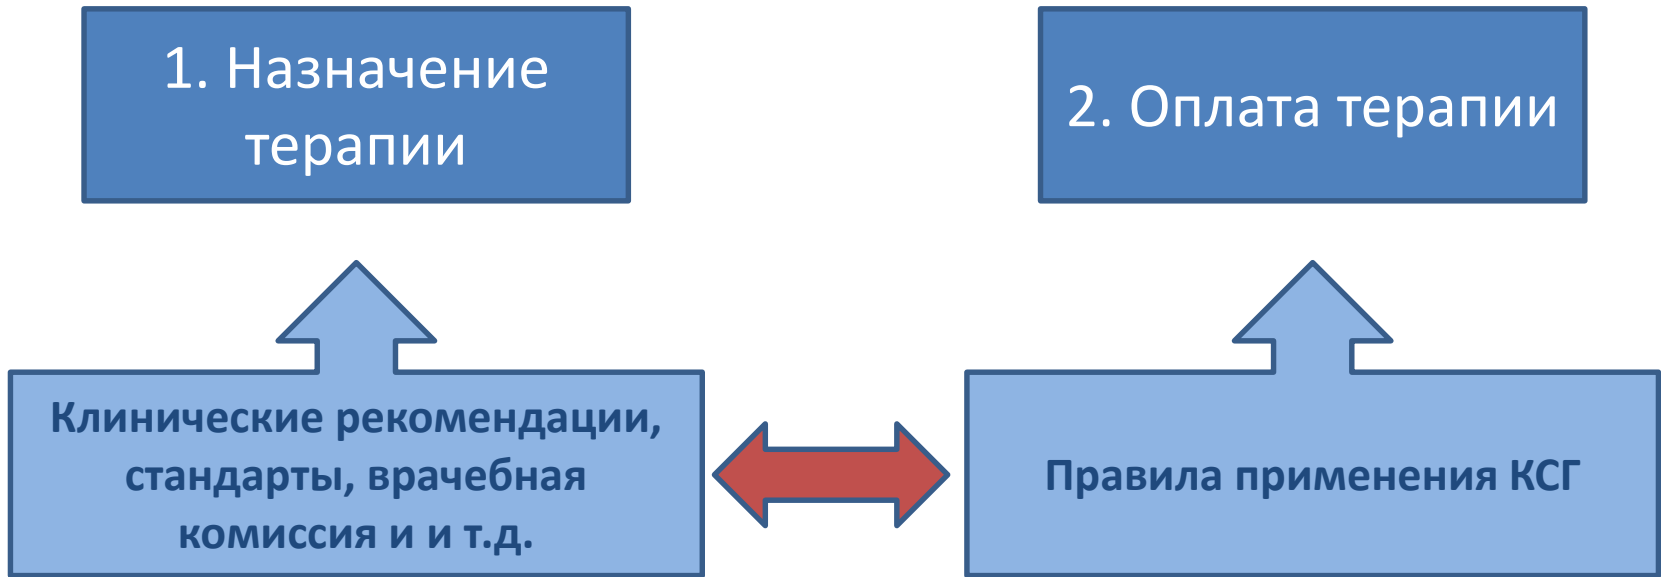 1. Назначение
терапии
2. Оплата терапии
Клинические рекомендации,
стандарты, врачебная
комиссия и и т.д.
Правила применения КСГ